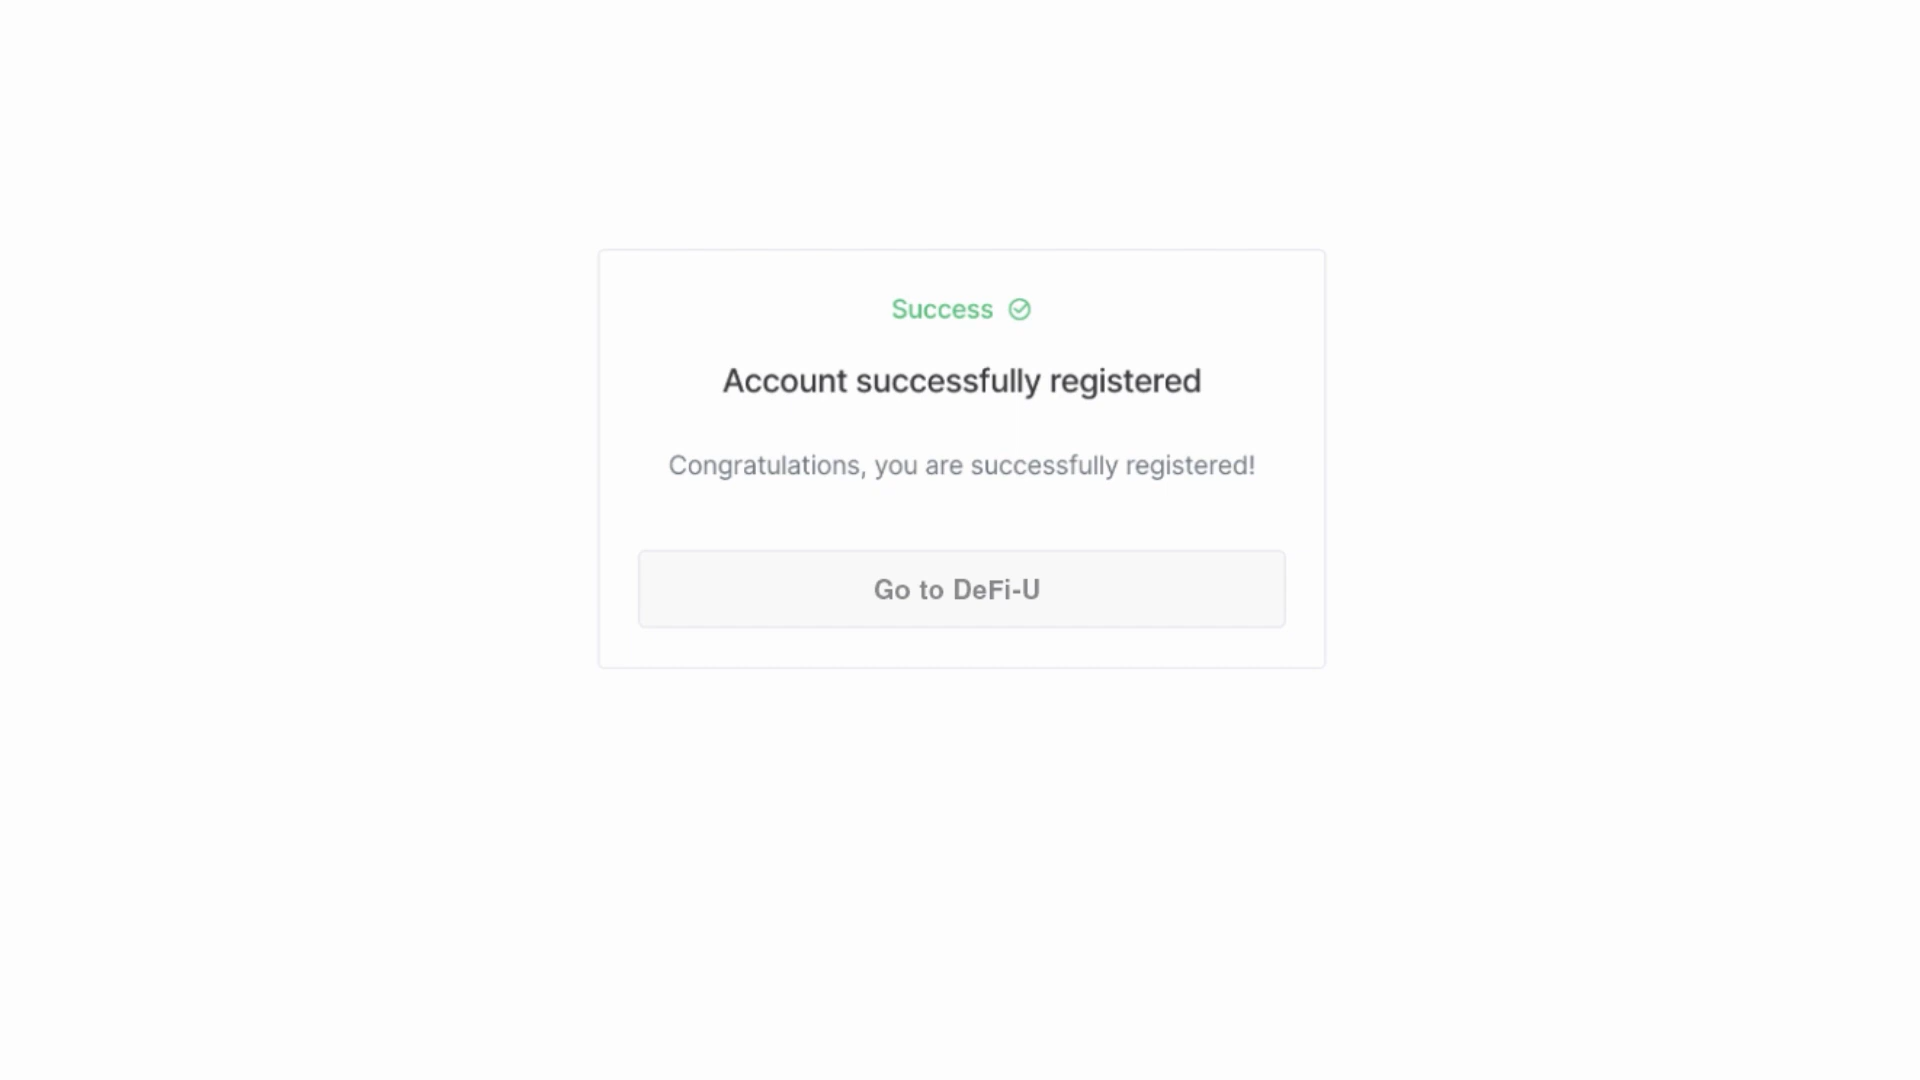 Success
Account successfully registered
Congratulations, you are successfully registered!
Go to DeFi-U